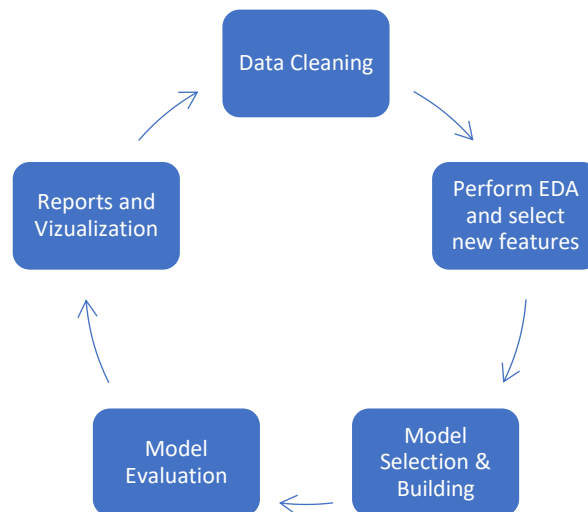 Data Cleaning
Perform EDA
and select
new features
Model
Selection &
Building
Model
Evaluation
Reports and
Vizualization